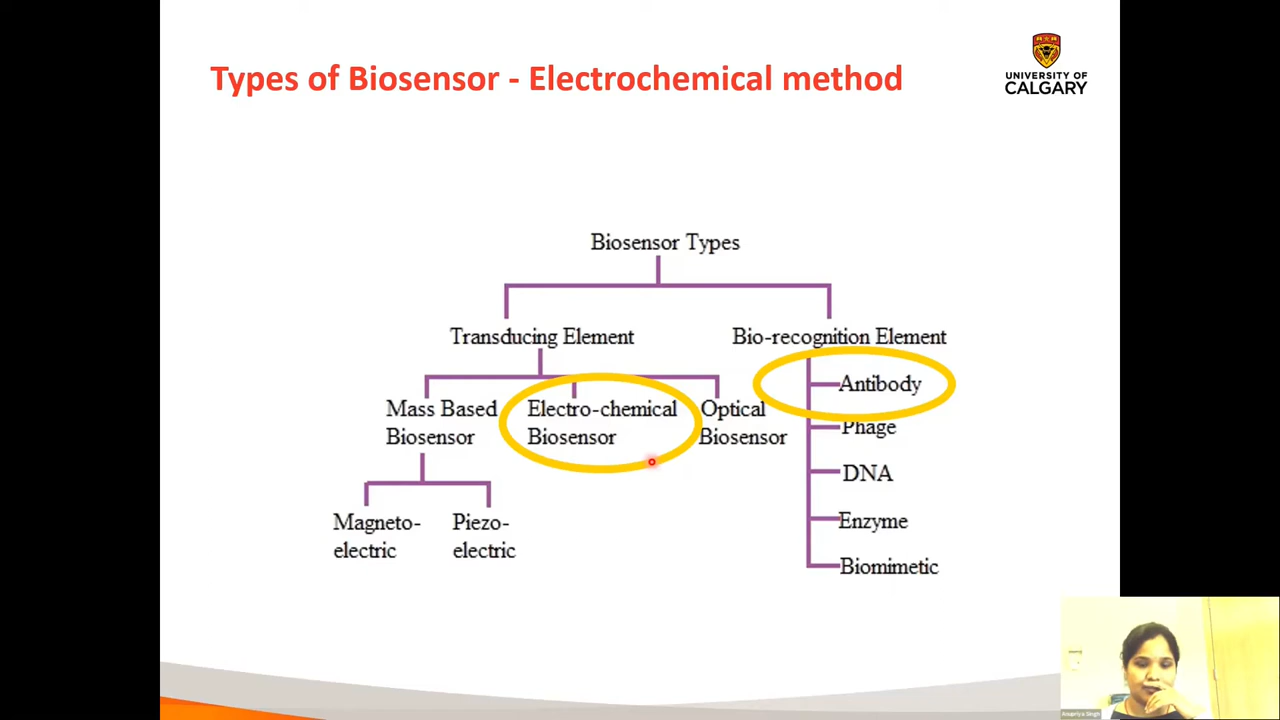 Types of Biosensor - Electrochemical method
UNIVERSITY OF
CALGARY
Biosensor Types
Transducing Element
Bio-recognition Element
Mass Based
Biosensor
Electro-chemical
Biosensor
Optical
Biosensor
Magneto-
electric
Piezo-
electric
Antibody
Phage
DNA
Enzyme
Biomimetic